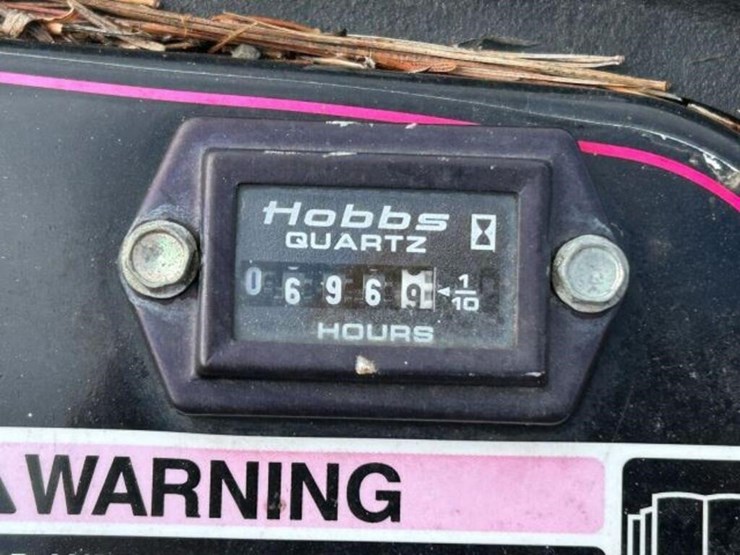 Hobbs
QUARTZ
0 6 9 6 9 1/10
HOURS
WARNING